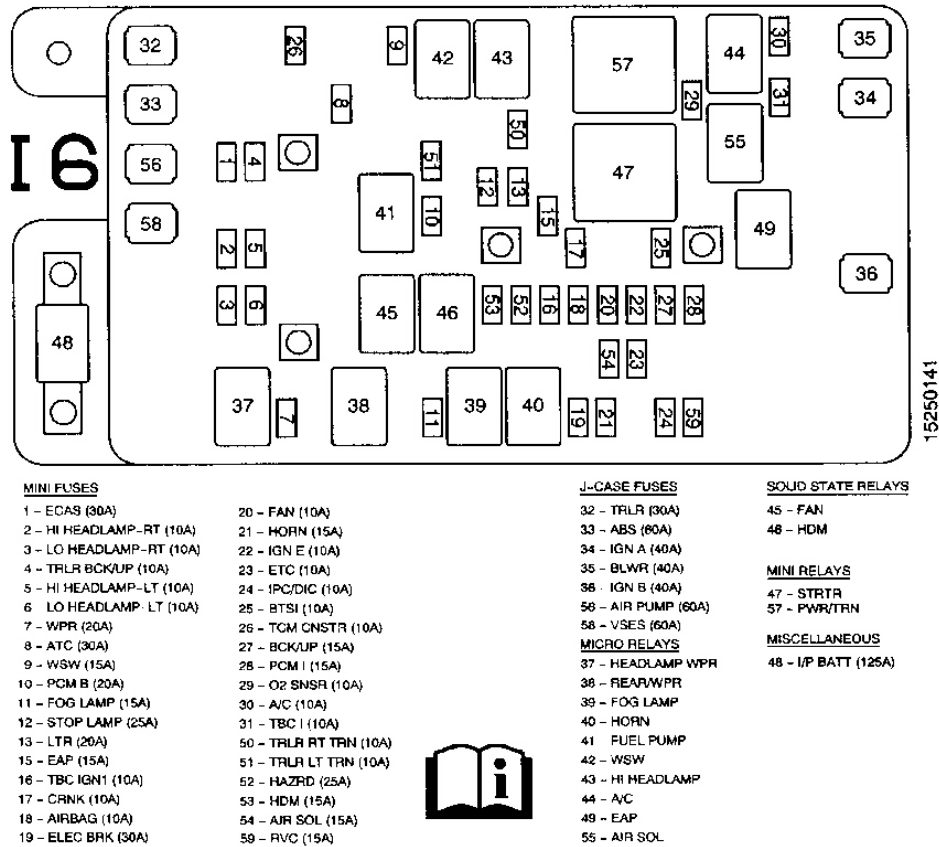 32
26
9
42
43
57
44
30
35
33
8
29
31
34
50
55
I6
56
1
4
51
12
13
47
58
41
10
15
49
2
5
17
25
36
48
3
6
45
46
53
52
16
18
20
22
27
28
54
23
37
7
38
11
39
40
19
21
24
59
15250141
MINI FUSES
1 – ECAS (30A)
2 – HI HEADLAMP–RT (10A)
3 – LO HEADLAMP–RT (10A)
4 – TRLR BCK/UP (10A)
5 – HI HEADLAMP–LT (10A)
6 LO HEADLAMP LT (10A)
7 – WPR (20A)
8 – ATC (30A)
9 – WSW (15A)
10 – PCM B (20A)
11 – FOG LAMP (15A)
12 – STOP LAMP (25A)
13 – LTR (20A)
15 – EAP (15A)
16 – TBC IGN1 (10A)
17 – CRNK (10A)
18 – AIRBAG (10A)
19 – ELEC BRK (30A)
20 – FAN (10A)
21 – HORN (15A)
22 – IGN E (10A)
23 – ETC (10A)
24 – IPC/DIC (10A)
25 – BTSI (10A)
26 – TCM CNSTR (10A)
27 – BCK/UP (15A)
28 – PCM I (15A)
29 – O2 SNSR (10A)
30 – A/C (10A)
31 – TBC I (10A)
50 – TRLR RT TRN (10A)
51 – TRLR LT TRN (10A)
52 – HAZRD (25A)
53 – HDM (15A)
54 – AIR SOL (15A)
59 – RVC (15A)
i
J–CASE FUSES
32 – TRLR (30A)
33 – ABS (60A)
34 – IGN A (40A)
35 – BLWR (40A)
36 – IGN B (40A)
56 – AIR PUMP (60A)
58 – VSES (60A)
MICRO RELAYS
37 – HEADLAMP WPR
38 – REAR/WPR
39 – FOG LAMP
40 – HORN
41 FUEL PUMP
42 – WSW
43 – HI HEADLAMP
44 – A/C
49 – EAP
55 – AIR SOL
SOLID STATE RELAYS
45 – FAN
46 – HDM
MINI RELAYS
47 – STRTR
57 – PWR/TRN
MISCELLANEOUS
48 – I/P BATT (125A)